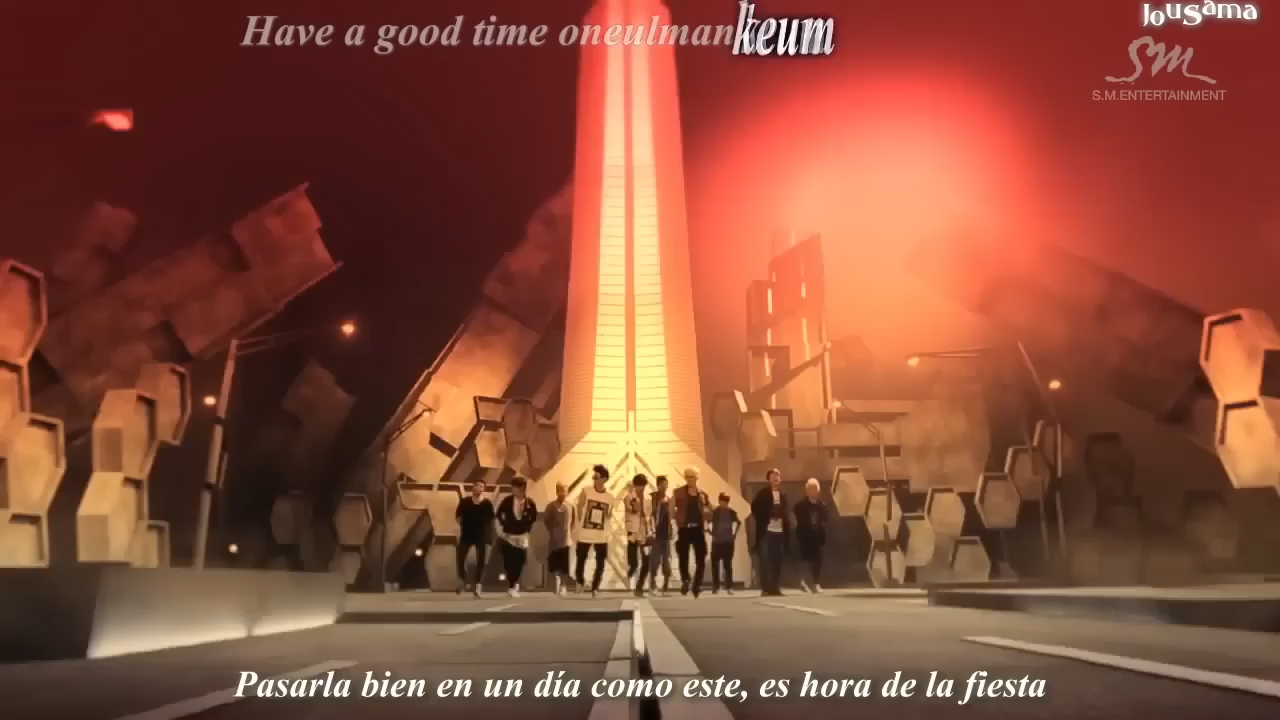 Have a good time oneulmankeum
Jousama
SM
S.M.ENTERTAINMENT
Pasarla bien en un día como este, es hora de la fiesta